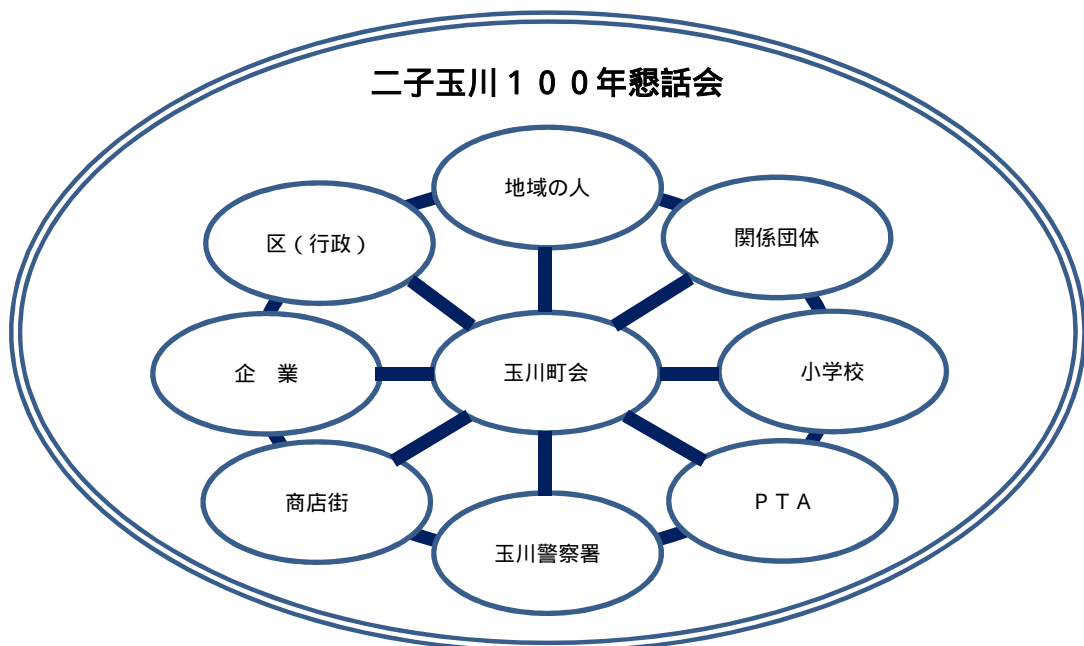 二子玉川１００年懇話会
地域の人
区（行政）
関係団体
企　業
玉川町会
小学校
商店街
ＰＴＡ
玉川警察署